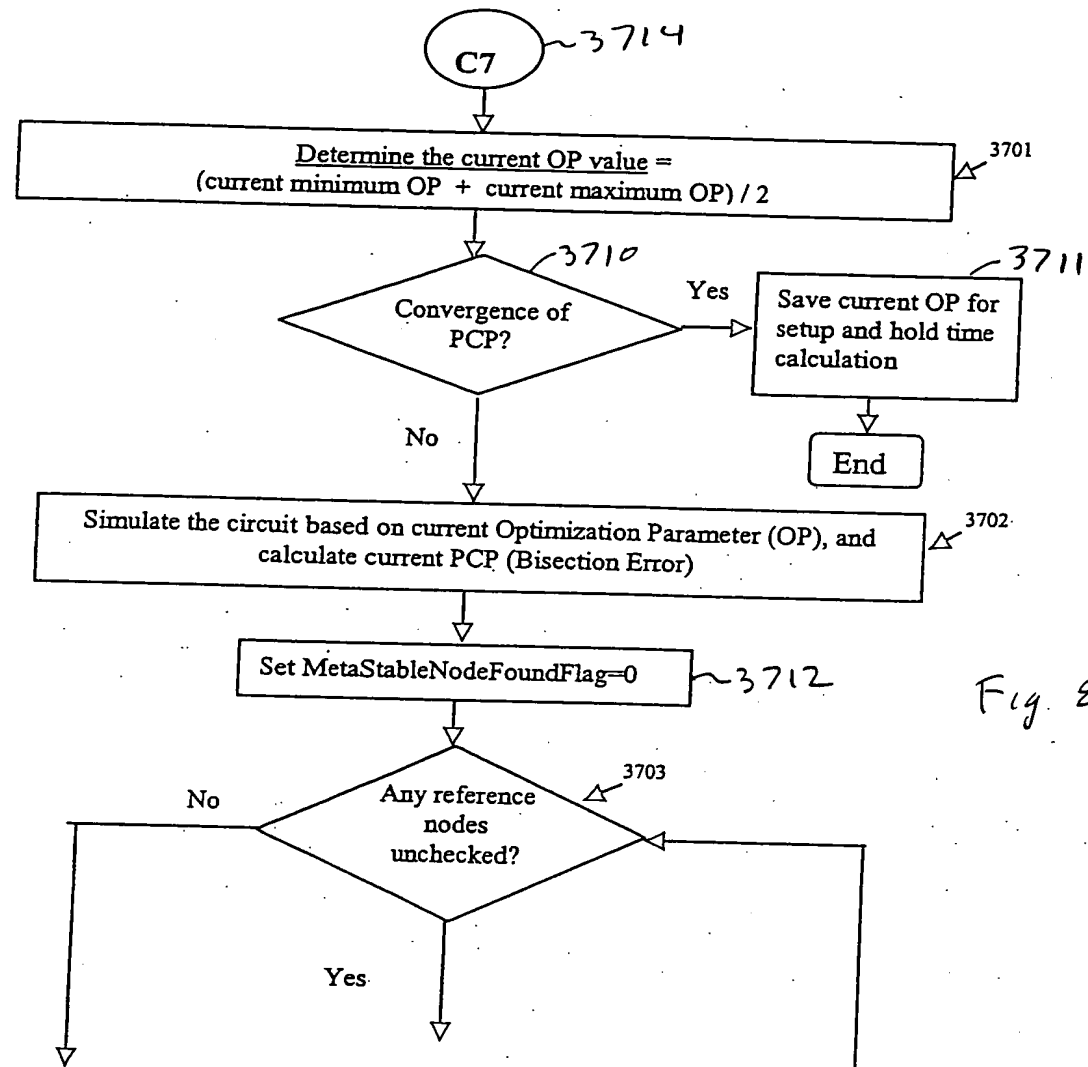 C7
3714
Determine the current OP value =
(current minimum OP + current maximum OP) / 2
3701
3710
Convergence of
PCP?
Yes
3711
Save current OP for
setup and hold time
calculation
End
No
Simulate the circuit based on current Optimization Parameter (OP), and
calculate current PCP (Bisection Error)
3702
Set MetaStableNodeFoundFlag=0
3712
Fig.
3703
Any reference
nodes
unchecked?
No
Yes